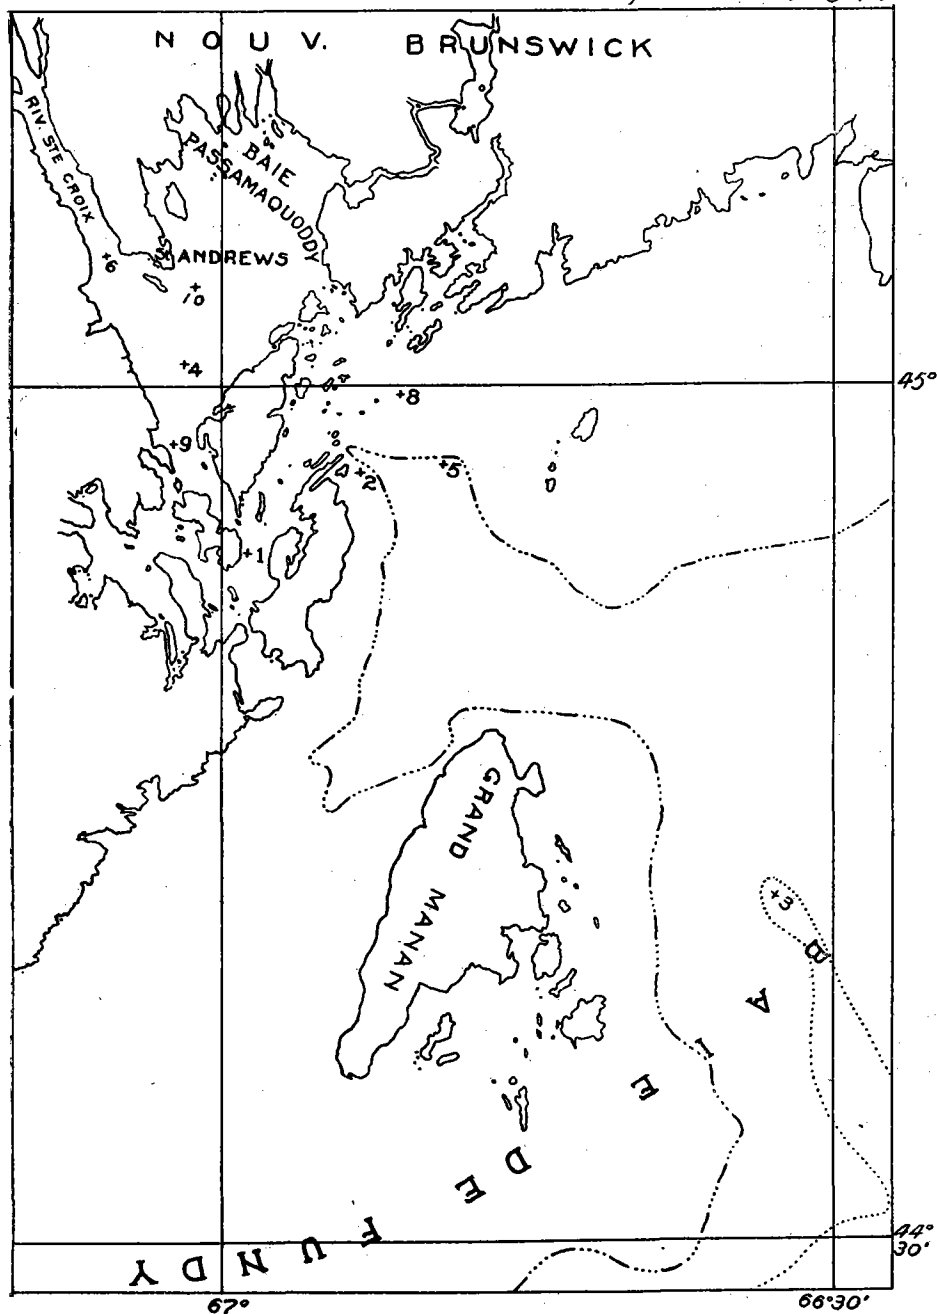 NOUV. BRUNSWICK
RIV. STE CROIX
BAIE
PASSAMAQUODDY
St ANDREWS
+6
+10
+4
45°
+8
+9
+2
+5
+1
GRAND MANAN
+3
BAIE DE FUNDY
44°
30'
67°
66°30'